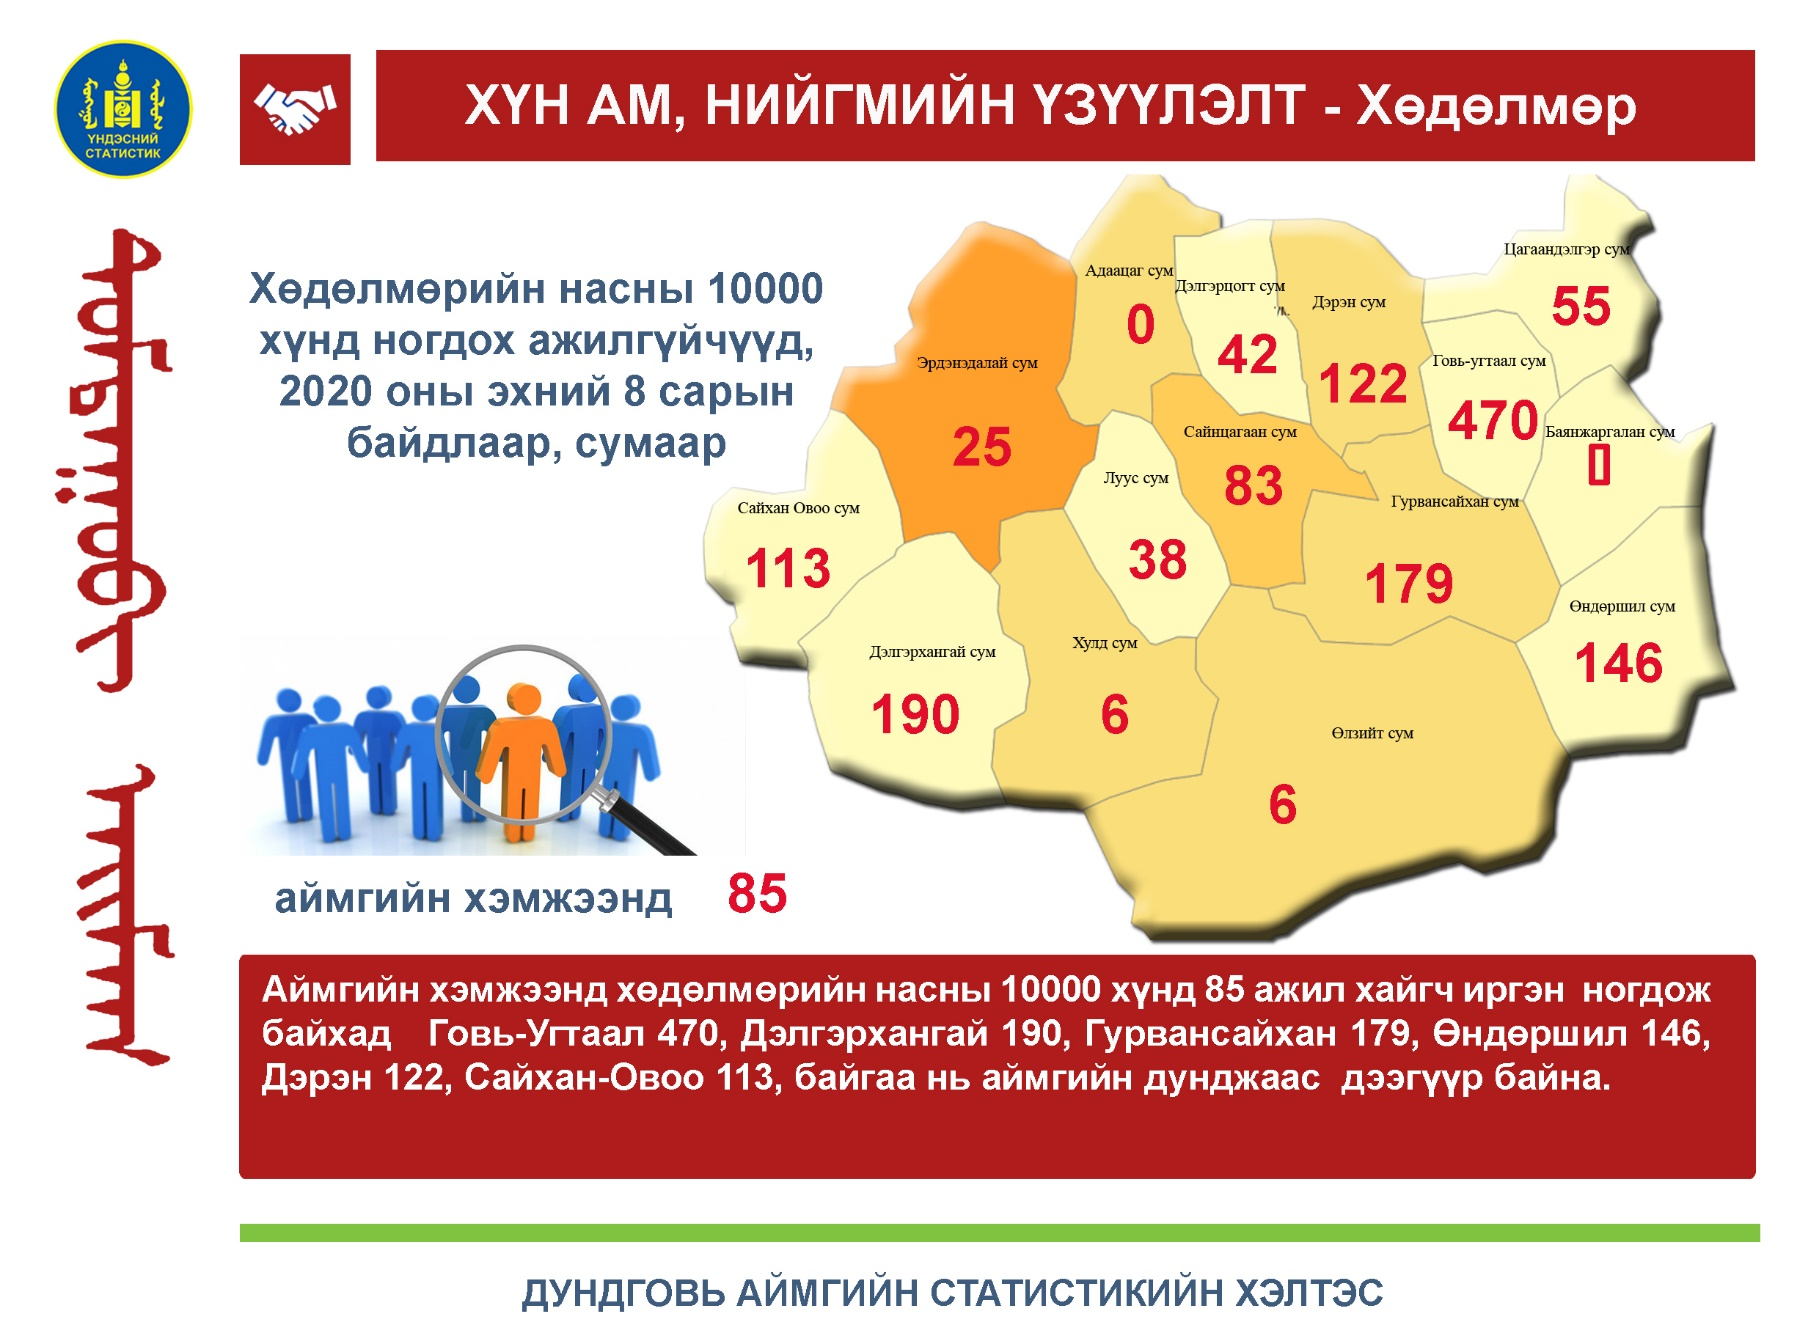 ҮНДЭСНИЙ
СТАТИСТИК
ХҮН АМ, НИЙГМИЙН ҮЗҮҮЛЭЛТ - Хөдөлмөр
Хөдөлмөрийн насны 10000
хүнд ногдох ажилгүйчүүд,
2020 оны эхний 8 сарын
байдлаар, сумаар
Цагаандэлгэр сум
55
Адаацаг сум
0
Дэлгэрцогт сум
42
Дэрэн сум
122
Говь-угтаал сум
470
Эрдэнэдалай сум
25
Сайнцагаан сум
83
Баянжаргалан сум
Луус сум
38
Гурвансайхан сум
179
Сайхан Овоо сум
113
Өндөршил сум
146
Дэлгэрхангай сум
190
Хулд сум
6
Өлзийт сум
6
аймгийн хэмжээнд 85
Аймгийн хэмжээнд хөдөлмөрийн насны 10000 хүнд 85 ажил хайгч иргэн ногдож
байхад Говь-Угтаал 470, Дэлгэрхангай 190, Гурвансайхан 179, Өндөршил 146,
Дэрэн 122, Сайхан-Овоо 113, байгаа нь аймгийн дунджаас дээгүүр байна.
ДУНДГОВЬ АЙМГИЙН СТАТИСТИКИЙН ХЭЛТЭС